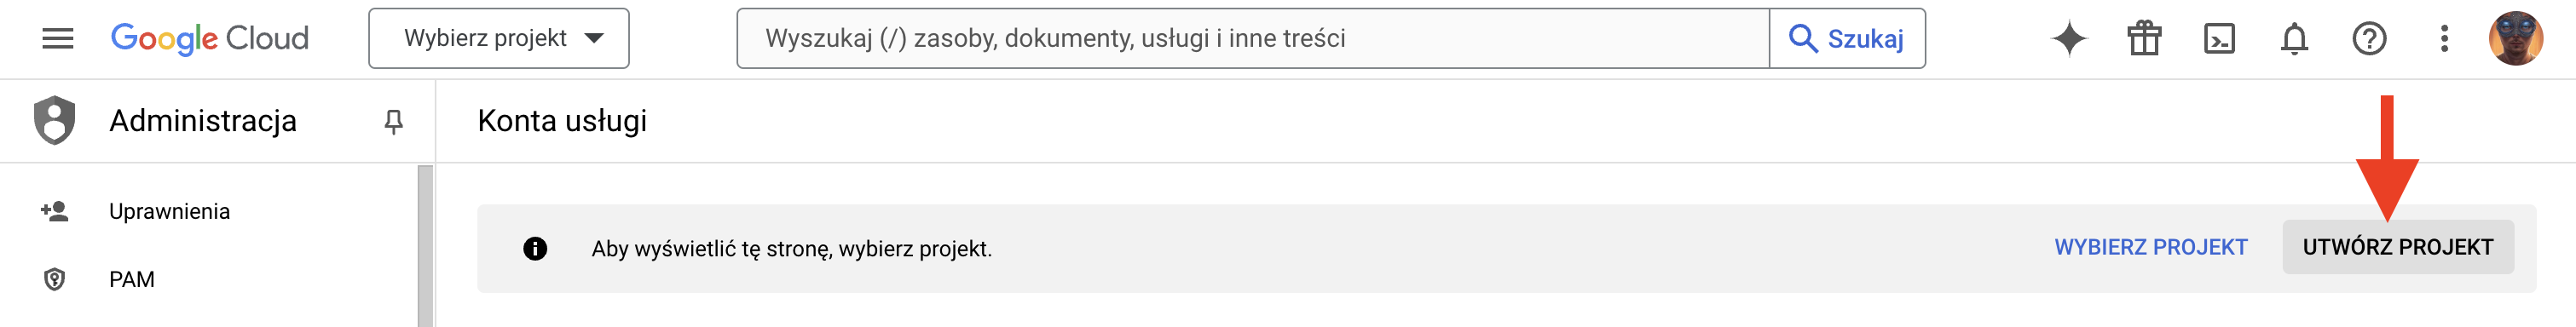 Google Cloud
Wybierz projekt
Wyszukaj (/) zasoby, dokumenty, usługi i inne treści
Szukaj
Administracja
Konta usługi
Uprawnienia
PAM
Aby wyświetlić tę stronę, wybierz projekt.
WYBIERZ PROJEKT
UTWÓRZ PROJEKT